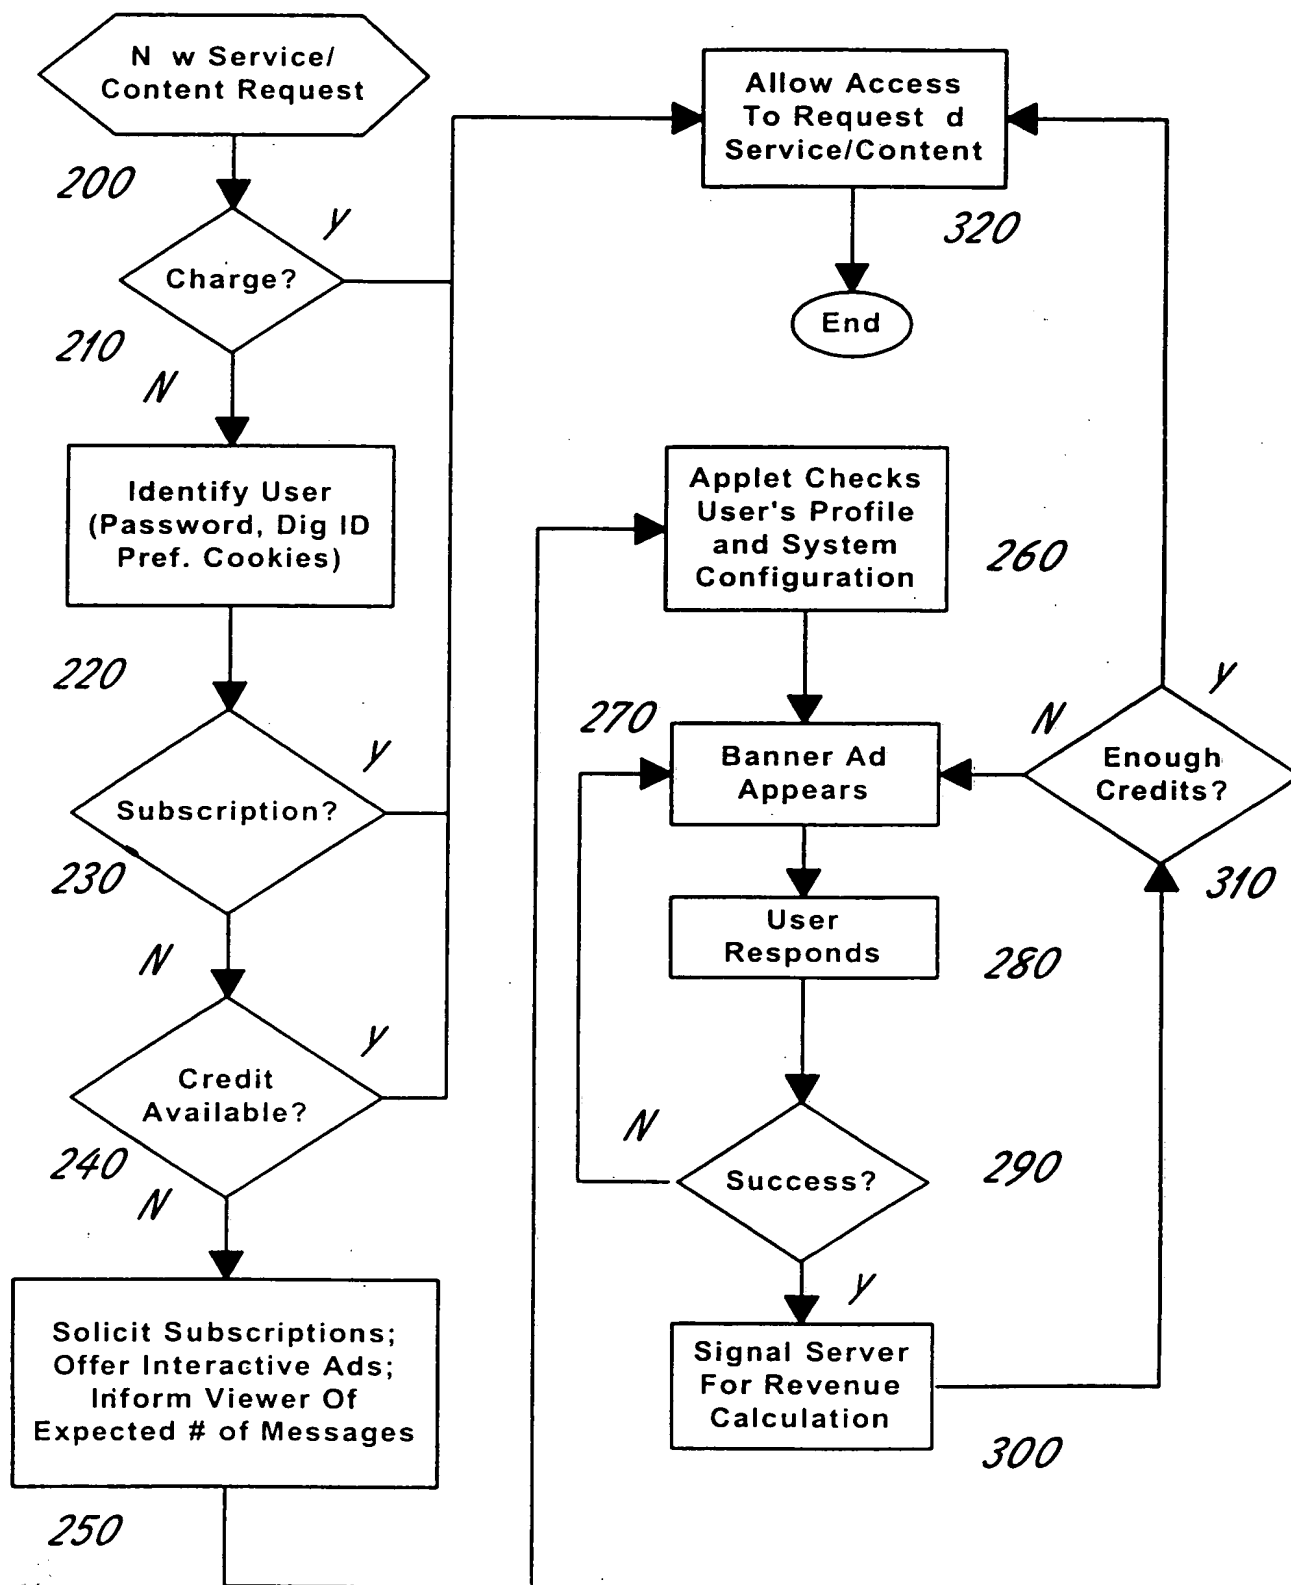 N w Service/
Content Request
200
Y
Charge?
210
N
Identify User
(Password, Dig ID
Pref. Cookies)
220
Y
Subscription?
230
N
Y
Credit
Available?
240
N
Solicit Subscriptions;
Offer Interactive Ads;
Inform Viewer Of
Expected # of Messages
250
Allow Access
To Request d
Service/Content
320
End
Applet Checks
User's Profile
and System
Configuration
260
270
Banner Ad
Appears
User
Responds
280
N
Success?
290
Y
Signal Server
For Revenue
Calculation
300
N
Y
Enough
Credits?
310